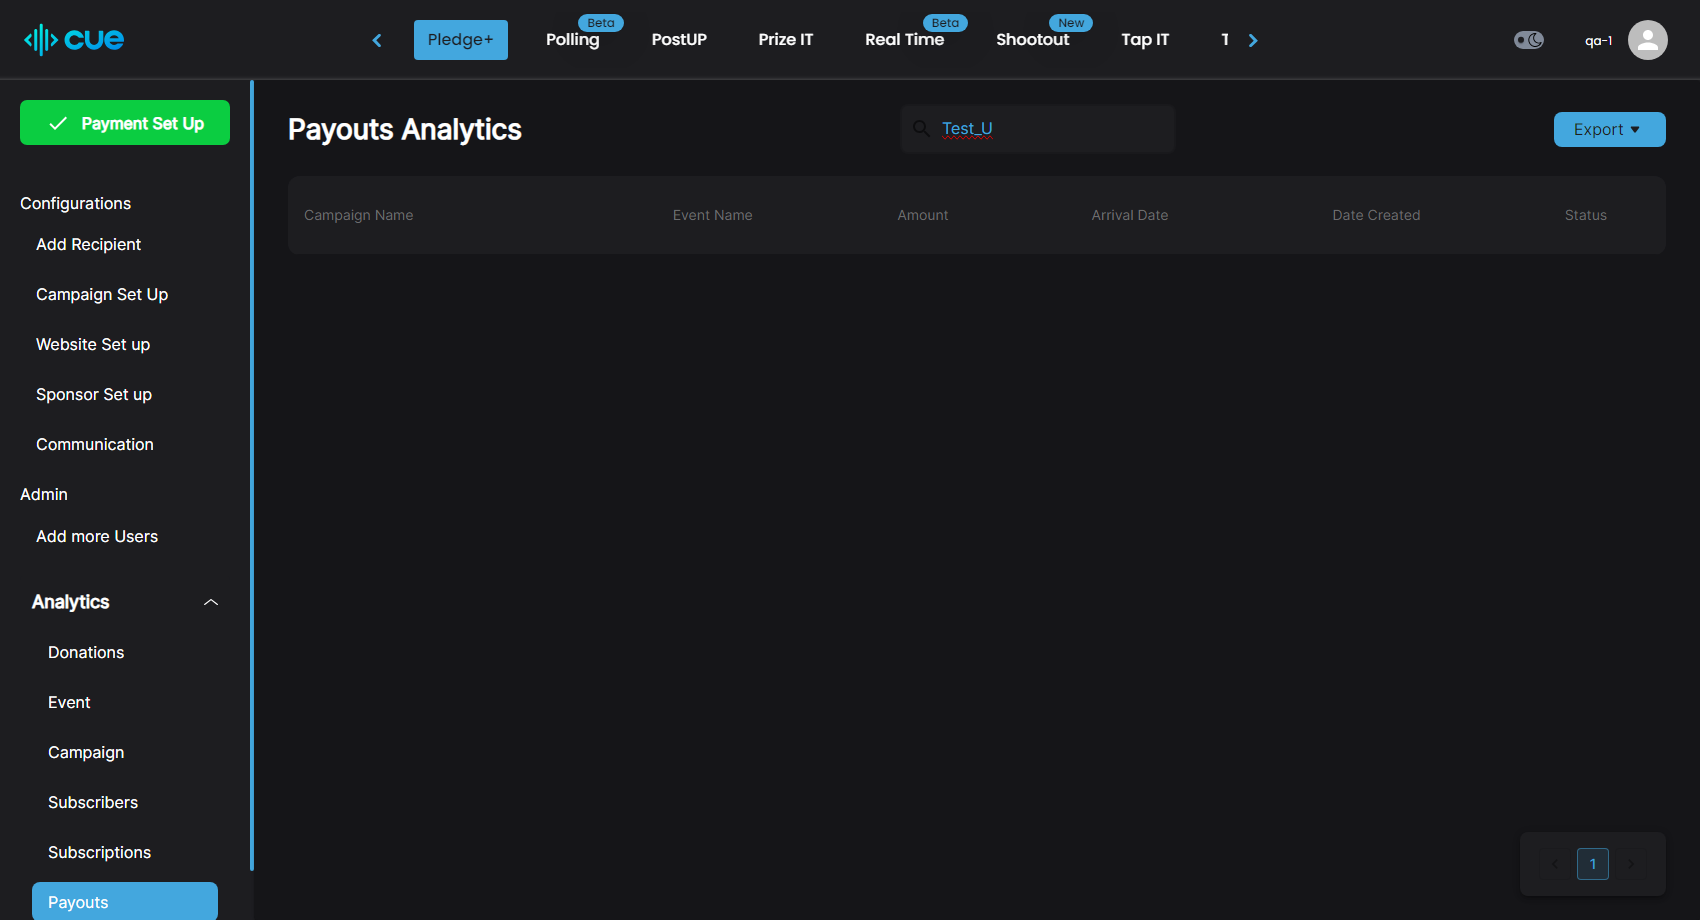 cue
Pledge+
Polling
Beta
PostUP
Prize IT
Real Time
Beta
Shootout
New
Tap IT
T
qa-1
Payment Set Up
Configurations
Add Recipient
Campaign Set Up
Website Set up
Sponsor Set up
Communication
Admin
Add more Users
Analytics
Donations
Event
Campaign
Subscribers
Subscriptions
Payouts
Payouts Analytics
Test_U
Export
Campaign Name Event Name Amount Arrival Date Date Created Status
1